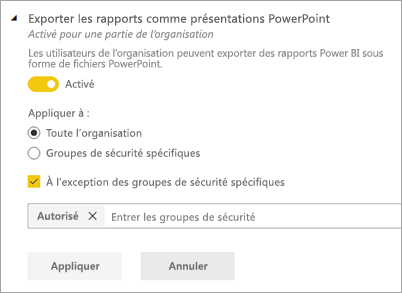 Exporter les rapports comme présentations PowerPoint
Activé pour une partie de l'organisation
Les utilisateurs de l'organisation peuvent exporter des rapports Power BI sous
forme de fichiers PowerPoint.
Activé
Appliquer à :
Toute l'organisation
Groupes de sécurité spécifiques
À l'exception des groupes de sécurité spécifiques
Autorisé Entrer les groupes de sécurité
Appliquer Annuler